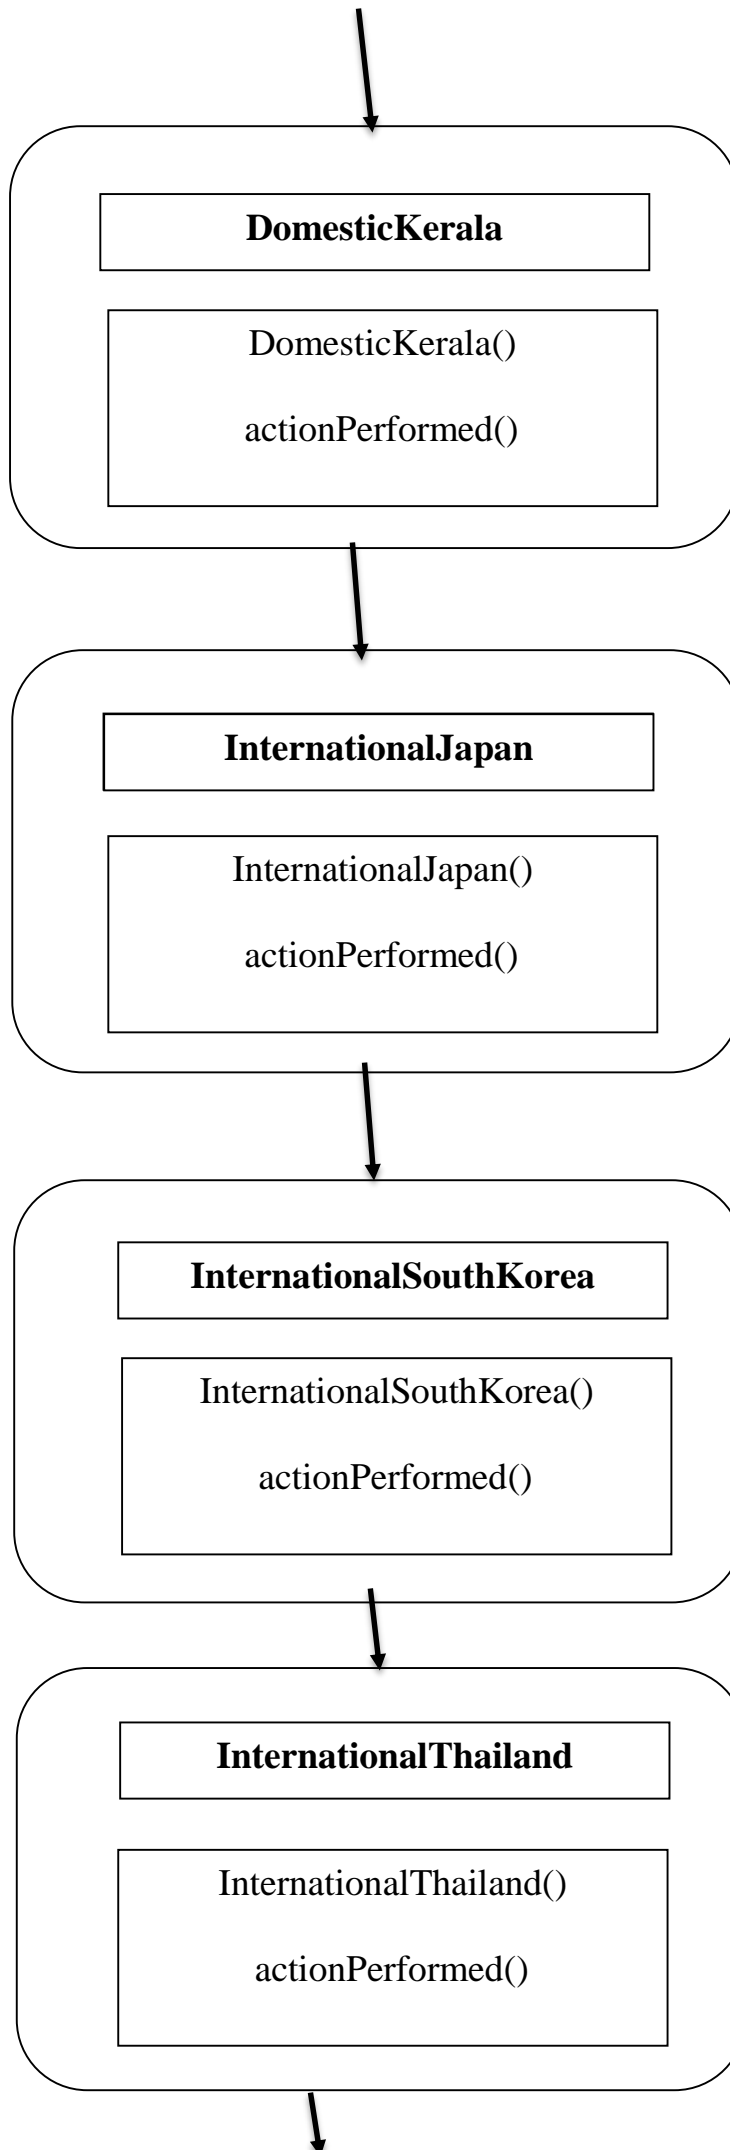 DomesticKerala
DomesticKerala()
actionPerformed()
InternationalJapan
InternationalJapan()
actionPerformed()
InternationalSouthKorea
InternationalSouthKorea()
actionPerformed()
InternationalThailand
InternationalThailand()
actionPerformed()